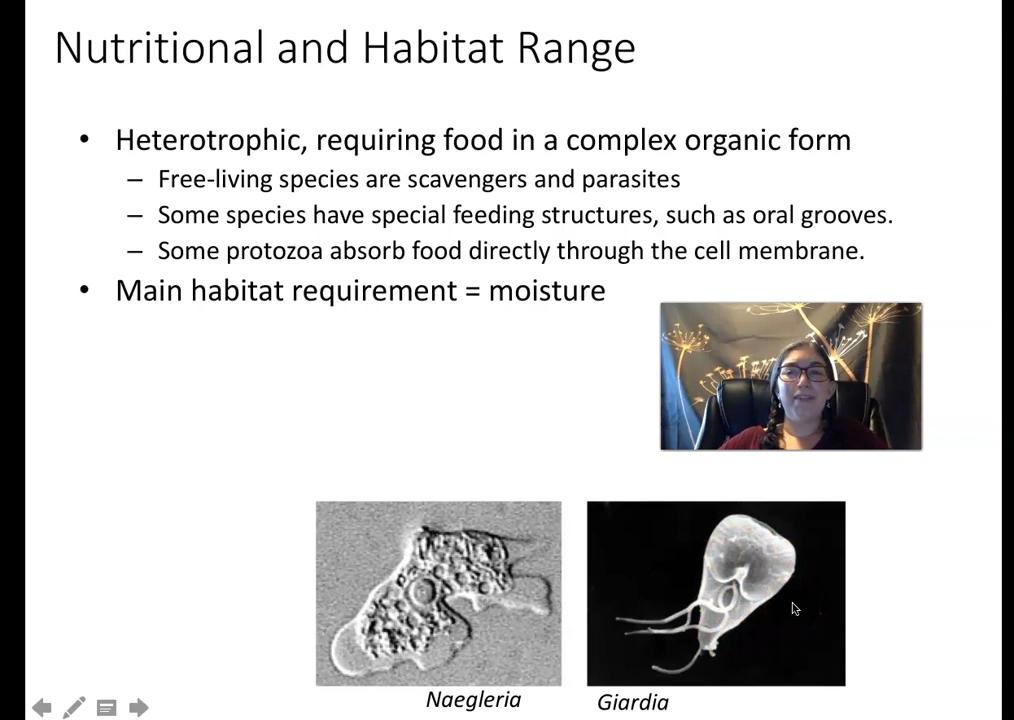 Nutritional and Habitat Range
• Heterotrophic, requiring food in a complex organic form
– Free-living species are scavengers and parasites
– Some species have special feeding structures, such as oral grooves.
– Some protozoa absorb food directly through the cell membrane.
• Main habitat requirement = moisture
Naegleria
Giardia